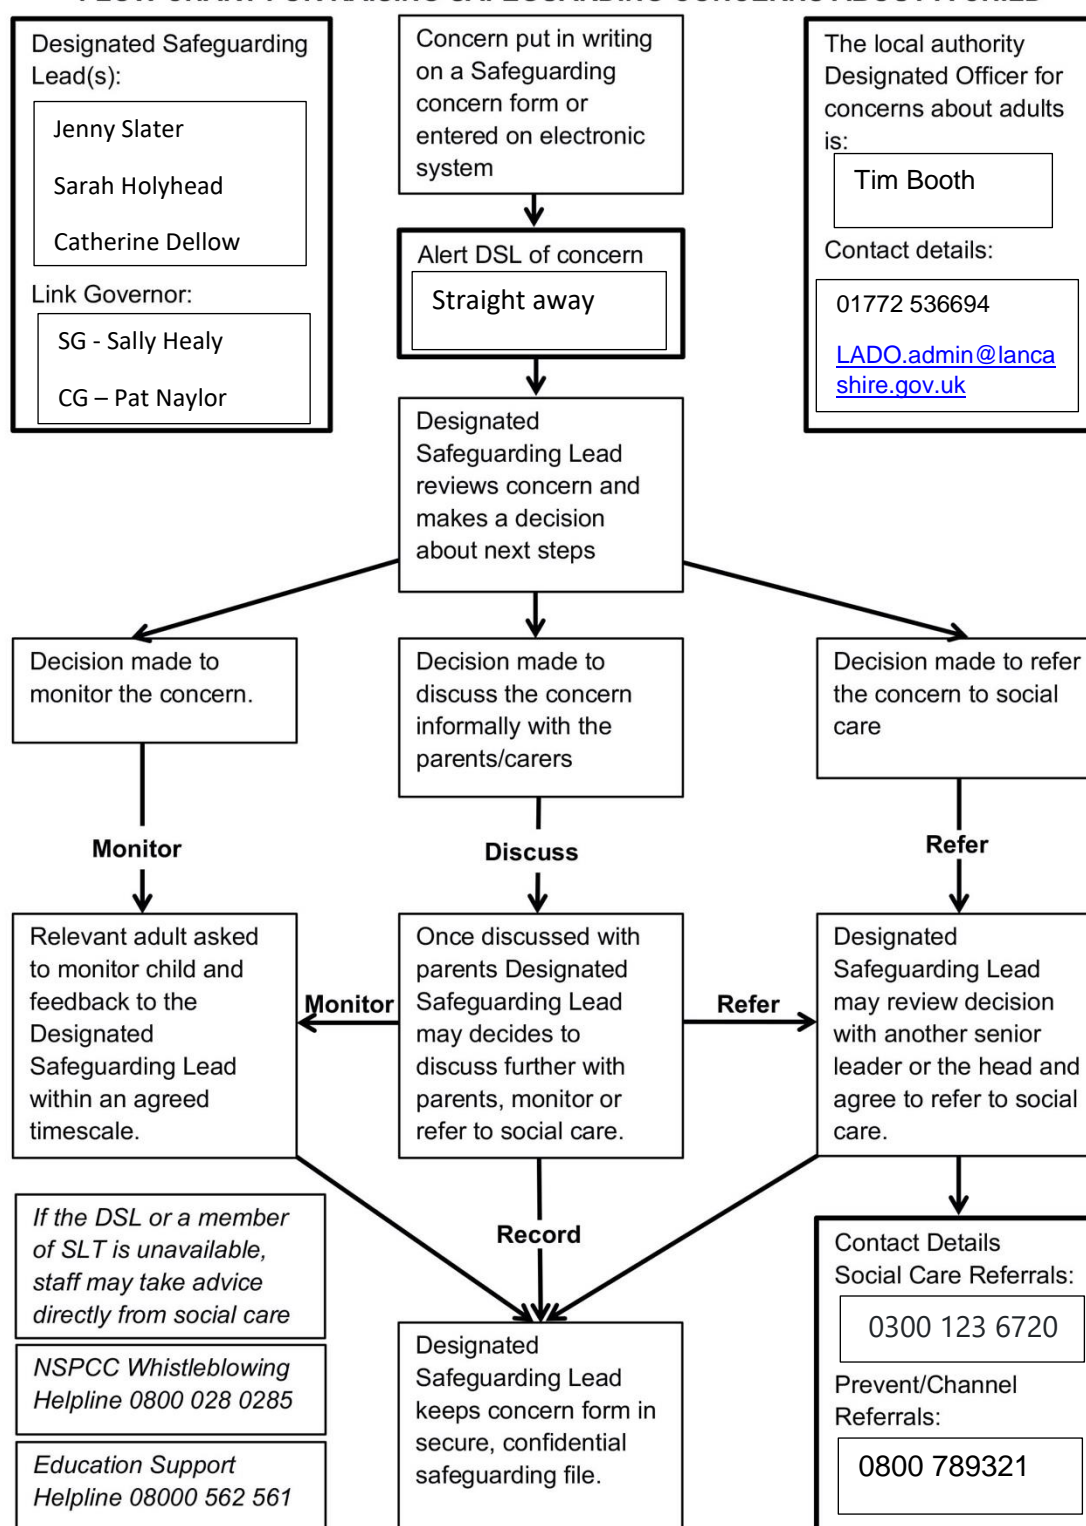 FLOW CHART FOR RAISING SAFEGUARDING CONCERNS ABOUT A CHILD
Designated Safeguarding
Lead(s):
Jenny Slater
Sarah Holyhead
Catherine Dellow
Link Governor:
SG - Sally Healy
CG – Pat Naylor
Concern put in writing
on a Safeguarding
concern form or
entered on electronic
system
The local authority
Designated Officer for
concerns about adults
is:
Tim Booth
Contact details:
01772 536694
LADO.admin@lanca
shire.gov.uk
Alert DSL of concern
Straight away
Designated
Safeguarding Lead
reviews concern and
makes a decision
about next steps
Decision made to
monitor the concern.
Decision made to
discuss the concern
informally with the
parents/carers
Decision made to refer
the concern to social
care
Monitor
Discuss
Refer
Relevant adult asked
to monitor child and
feedback to the
Designated
Safeguarding Lead
within an agreed
timescale.
Monitor
Once discussed with
parents Designated
Safeguarding Lead
may decides to
discuss further with
parents, monitor or
refer to social care.
Refer
Designated
Safeguarding Lead
may review decision
with another senior
leader or the head and
agree to refer to social
care.
If the DSL or a member
of SLT is unavailable,
staff may take advice
directly from social care
NSPCC Whistleblowing
Helpline 0800 028 0285
Education Support
Helpline 08000 562 561
Record
Designated
Safeguarding Lead
keeps concern form in
secure, confidential
safeguarding file.
Contact Details
Social Care Referrals:
0300 123 6720
Prevent/Channel
Referrals:
0800 789321